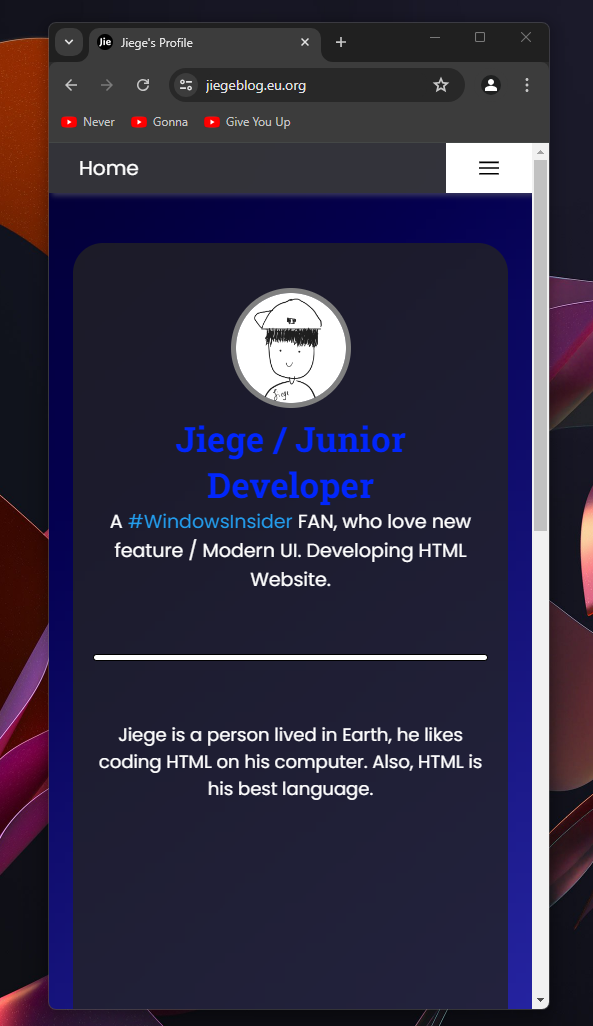 Jie Jiege's Profile
jiegeblog.eu.org
Never Gonna Give You Up
Home
Jiege
Jiege / Junior
Developer
A #WindowsInsider FAN, who love new
feature / Modern UI. Developing HTML
Website.
Jiege is a person lived in Earth, he likes
coding HTML on his computer. Also, HTML is
his best language.